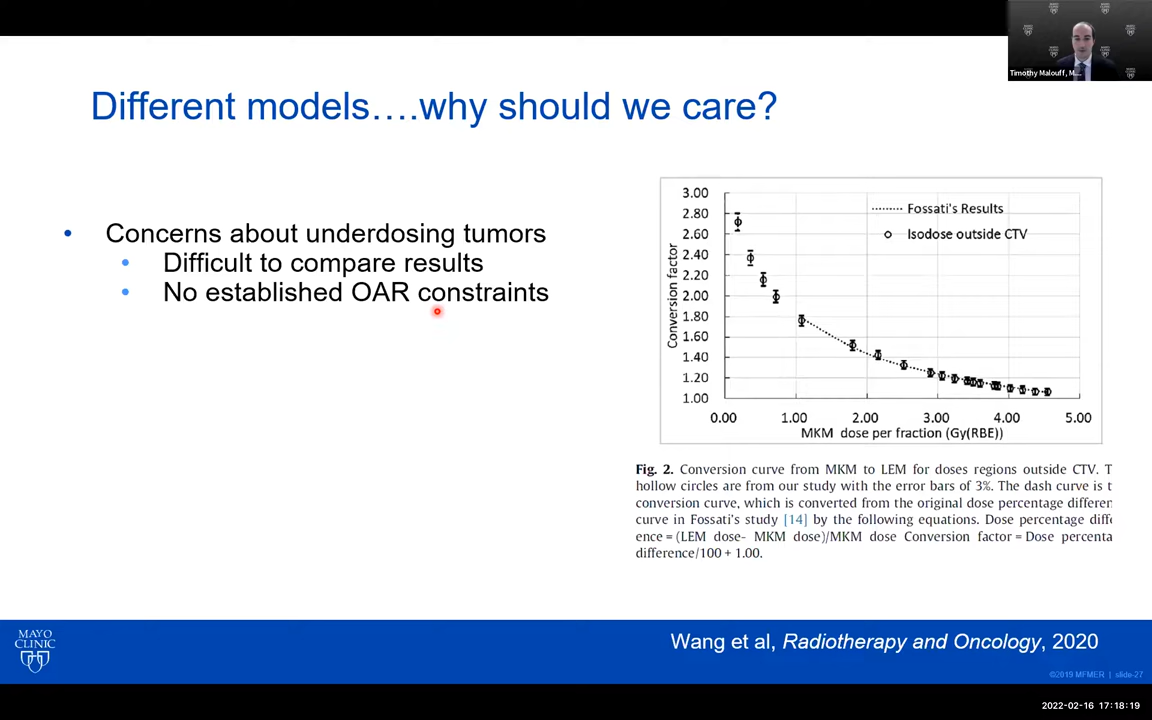 Timothy Malouff, M...
Different models….why should we care?
• Concerns about underdosing tumors
• Difficult to compare results
• No established OAR constraints
3.00
2.80
2.60
2.40
2.20
2.00
1.80
1.60
1.40
1.20
1.00
Conversion factor
Fossati's Results
Isodose outside CTV
0.00 1.00 2.00 3.00 4.00 5.00
MKM dose per fraction (Gy(RBE))
Fig. 2. Conversion curve from MKM to LEM for doses regions outside CTV. T
hollow circles are from our study with the error bars of 3%. The dash curve is t
conversion curve, which is converted from the original dose percentage differen
curve in Fossati's study [14] by the following equations. Dose percentage diffe
ence = (LEM dose- MKM dose)/MKM dose Conversion factor = Dose percenta
difference/100 + 1.00.
MAYO
CLINIC
Wang et al, Radiotherapy and Oncology, 2020
©2019 MFMER | slide-27
2022-02-16 17:18:19